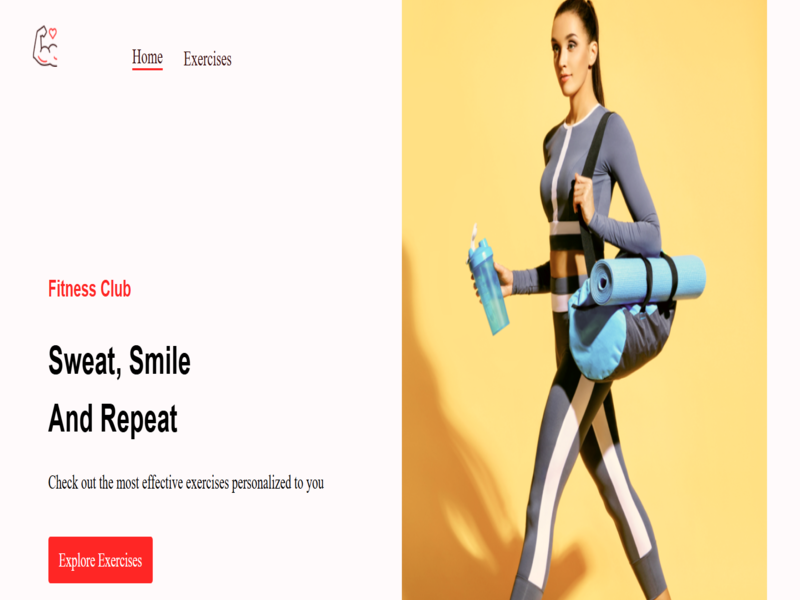 Home
Exercises
Fitness Club
Sweat, Smile
And Repeat
Check out the most effective exercises personalized to you
Explore Exercises